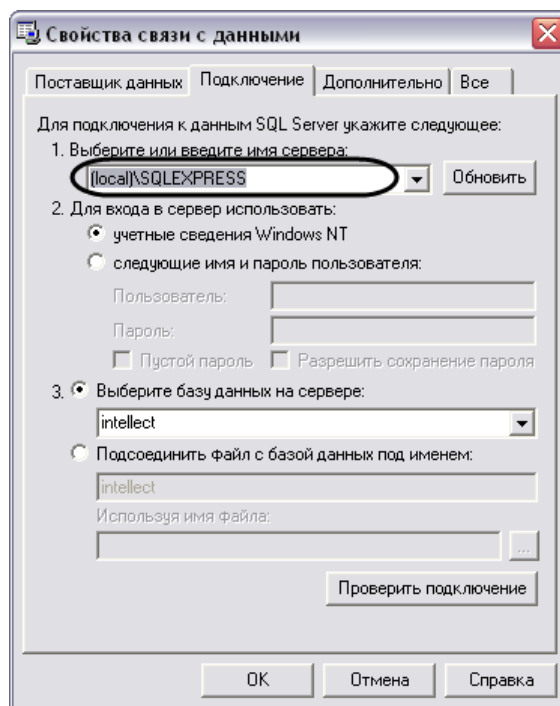 Свойства связи с данными
Поставщик данных Подключение Дополнительно Все
Для подключения к данным SQL Server укажите следующее:
1. Выберите или введите имя сервера:
(local)\SQLEXPRESS Обновить
2. Для входа в сервер использовать:
учетные сведения Windows NT
следующие имя и пароль пользователя:
Пользователь:
Пароль:
Пустой пароль Разрешить сохранение пароля
3. Выберите базу данных на сервере:
intellect
Подсоединить файл с базой данных под именем:
intellect
Используя имя файла:
...
Проверить подключение
OK Отмена Справка